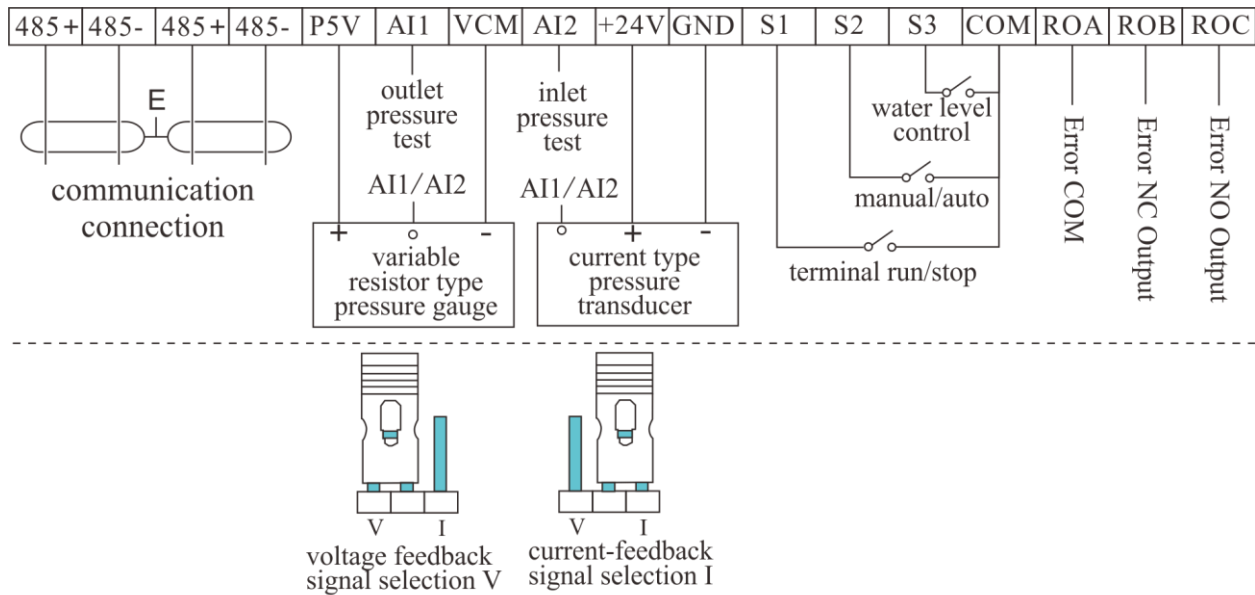 485+ 485- 485+ 485- P5V AI1 VCM AI2 +24V GND S1 S2 S3 COM ROA ROB ROC
E
communication
connection
outlet
pressure
test
AI1/AI2
+ -
variable
resistor type
pressure gauge
inlet
pressure
test
AI1/AI2
+ -
current type
pressure
transducer
water level
control
manual/auto
terminal run/stop
Error COM
Error NC Output
Error NO Output
V I
voltage feedback
signal selection V
V I
current-feedback
signal selection I